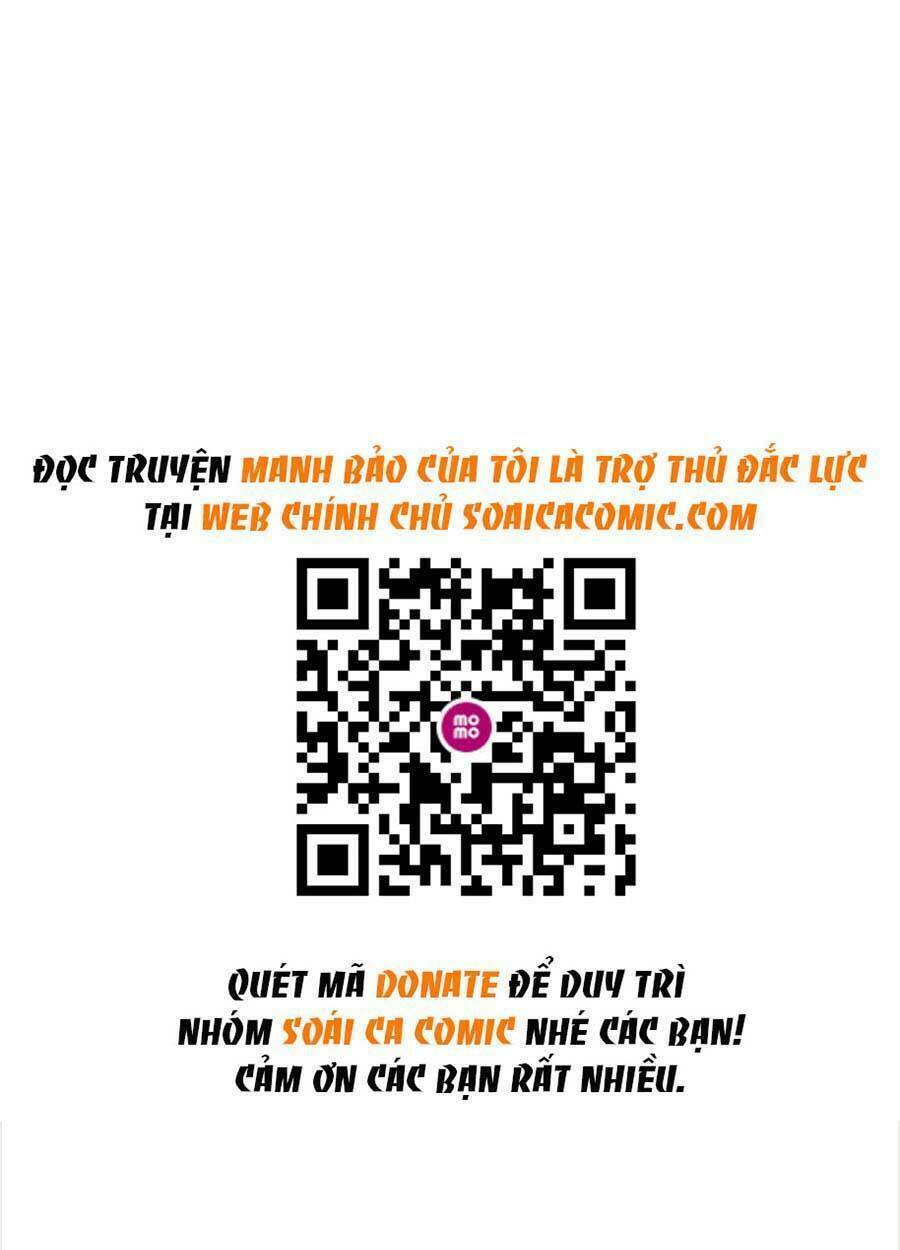 ĐỌC TRUYỆN MANH BẢO CỦA TÔI LÀ TRỢ THỦ ĐẮC LỰC
TẠI WEB CHÍNH CHỦ SOAICACOMIC.COM
mo
mo
QUÉT MÃ DONATE ĐỂ DUY TRÌ
NHÓM SOÁI CA COMIC NHÉ CÁC BẠN!
CẢM ƠN CÁC BẠN RẤT NHIỀU.